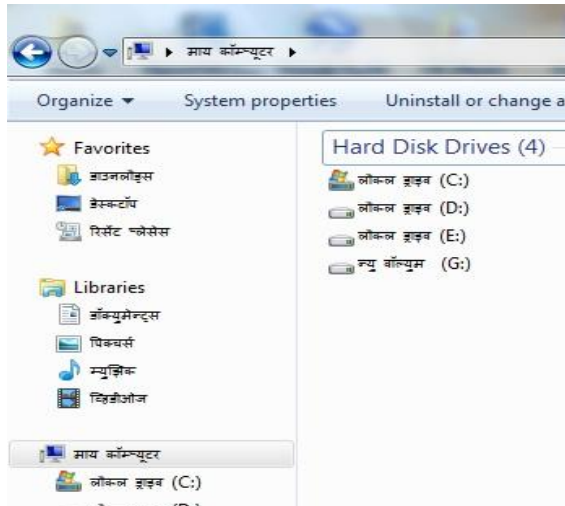 माय कॉम्प्यूटर
Organize System properties Uninstall or change a
Favorites
डाउनलोड्स
डेस्कटॉप
रिसेंट प्लेसेस
Libraries
डॉक्युमेन्ट्स
पिक्चर्स
म्युझिक
व्हिडीओज
माय कॉम्प्यूटर
लोकल ड्राइव (C:)
Hard Disk Drives (4)
लोकल ड्राइव (C:)
लोकल ड्राइव (D:)
लोकल ड्राइव (E:)
न्यु वॉल्युम (G:)